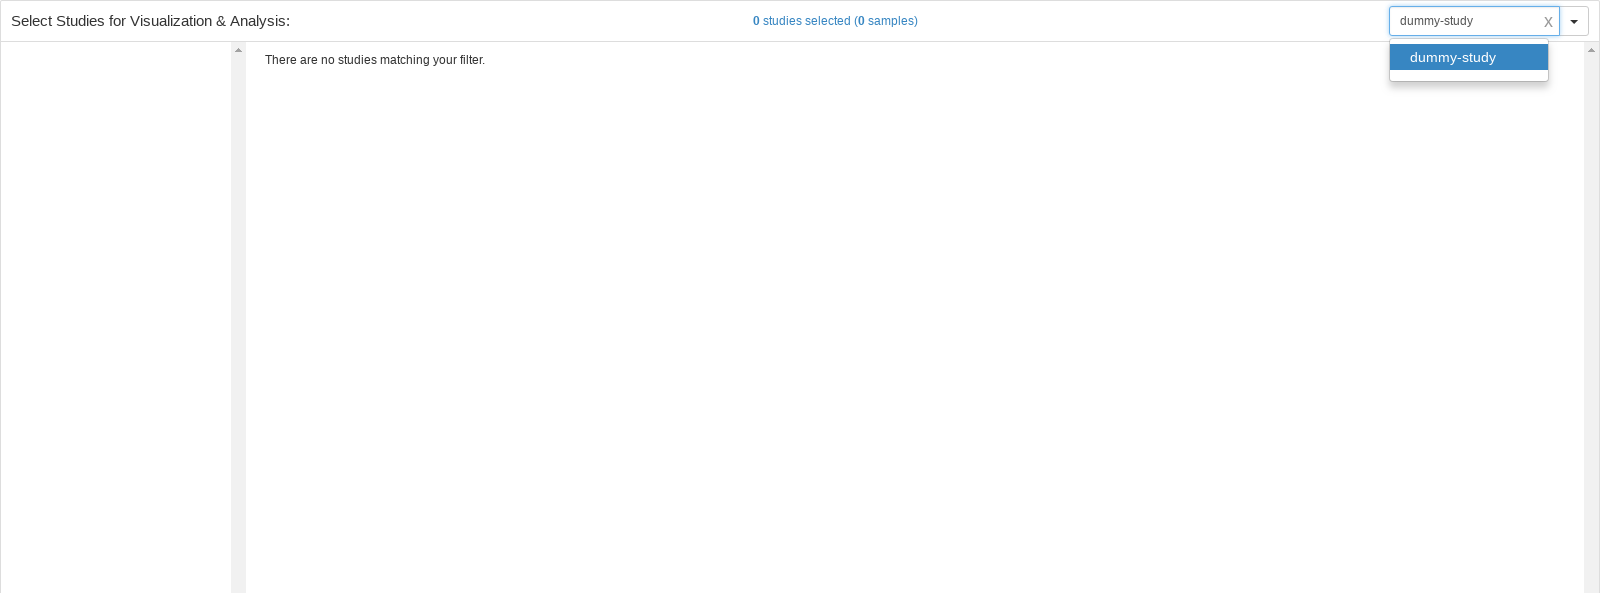 Select Studies for Visualization & Analysis:
0 studies selected (0 samples)
dummy-study x
dummy-study
There are no studies matching your filter.